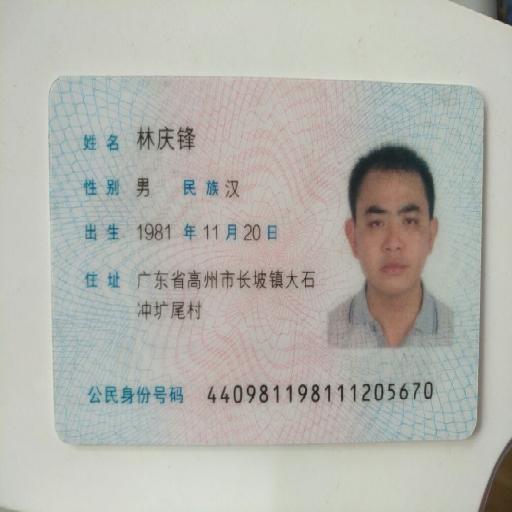 姓名 林庆锋
性别 男 民族 汉
出生 1981 年 11 月 20 日
住址 广东省高州市长坡镇大石
冲圹尾村
公民身份号码 440981198111205670